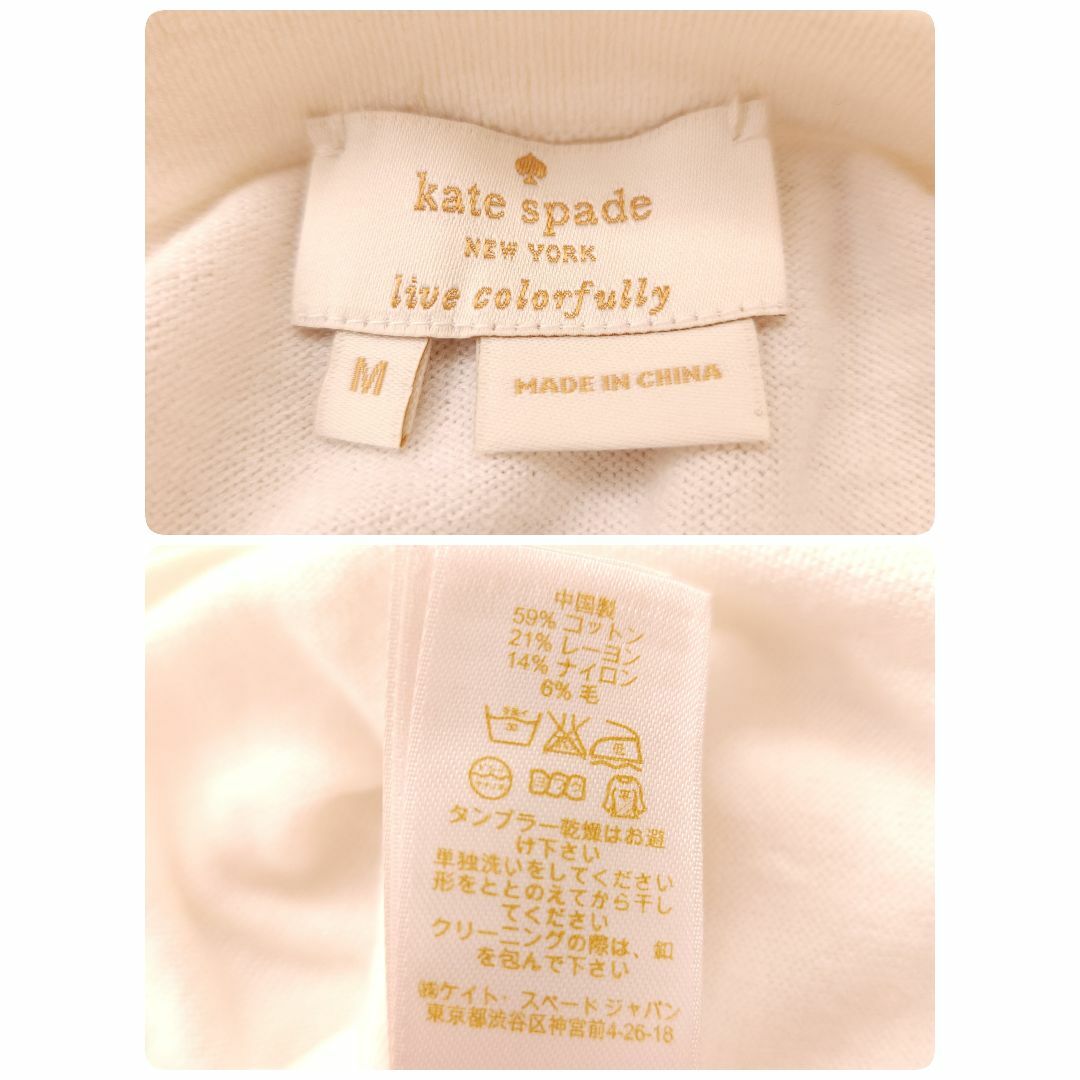 kate spade
NEW YORK
live colorfully
M
MADE IN CHINA
中国製
59% コットン
21% レーヨン
14% ナイロン
6% 毛
タンブラー乾燥はお避
け下さい
単独洗いをしてください
形をととのえてから干し
てください
クリーニングの際は、釦
を包んで下さい
㈱ケイト・スペード ジャパン
東京都渋谷区神宮前4-26-18